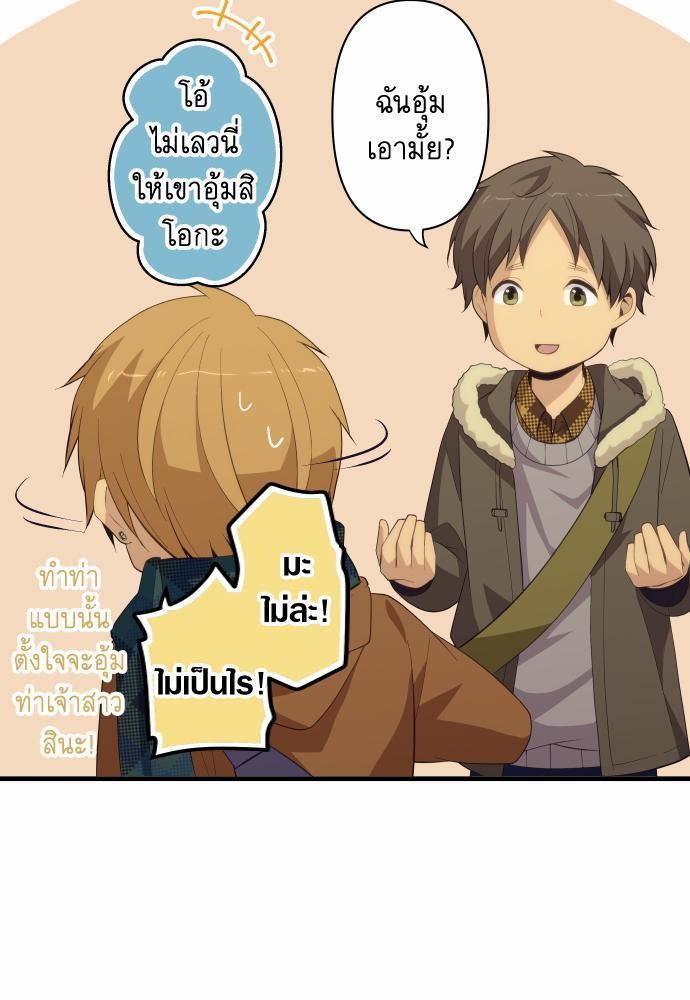 ฉันอุ้ม
เอามั้ย?
โอ้
ไม่เลวนี่
ให้เขาอุ้มสิ
โอกะ
มะ
ไม่ล่ะ!
ไม่เป็นไร!
ทำท่า
แบบนั้น
ตั้งใจจะอุ้ม
ท่าเจ้าสาว
สินะ!